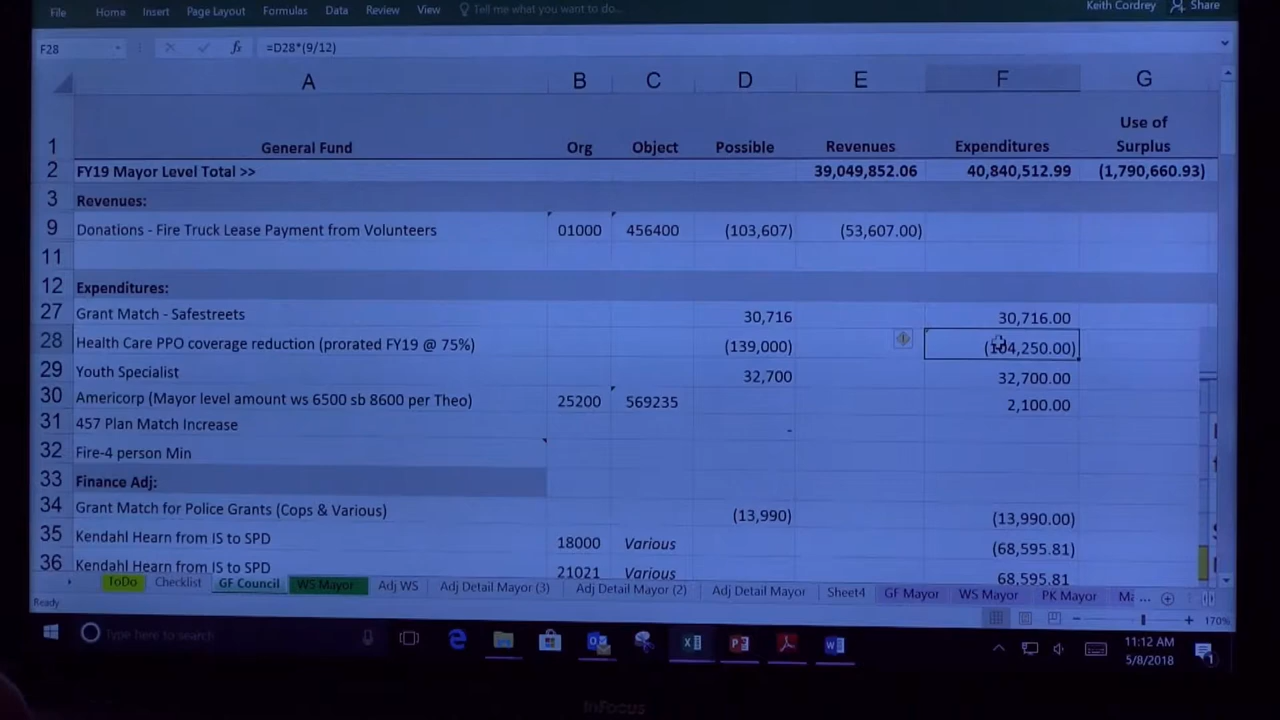 File Home Insert Page Layout Formulas Data Review View Tell me what you want to do... Keith Cordrey Share
F28 fx =D28*(9/12)
A B C D E F G
1 General Fund Org Object Possible Revenues Expenditures Use of Surplus
2 FY19 Mayor Level Total >> 39,049,852.06 40,840,512.99 (1,790,660.93)
3 Revenues:
9 Donations - Fire Truck Lease Payment from Volunteers 01000 456400 (103,607) (53,607.00)
11
12 Expenditures:
27 Grant Match - Safestreets 30,716 30,716.00
28 Health Care PPO coverage reduction (prorated FY19 @ 75%) (139,000) (104,250.00)
29 Youth Specialist 32,700 32,700.00
30 Americorp (Mayor level amount ws 6500 sb 8600 per Theo) 25200 569235 2,100.00
31 457 Plan Match Increase -
32 Fire-4 person Min
33 Finance Adj:
34 Grant Match for Police Grants (Cops & Various) (13,990) (13,990.00)
35 Kendahl Hearn from IS to SPD 18000 Various (68,595.81)
36 Kendahl Hearn from IS to SPD 21021 Various 68,595.81
ToDo Checklist GF Council WS Mayor Adj WS Adj Detail Mayor (3) Adj Detail Mayor (2) Adj Detail Mayor Sheet4 GF Mayor WS Mayor PK Mayor Ma ...
Ready 170%
Type here to search 11:12 AM
5/8/2018
InFocus